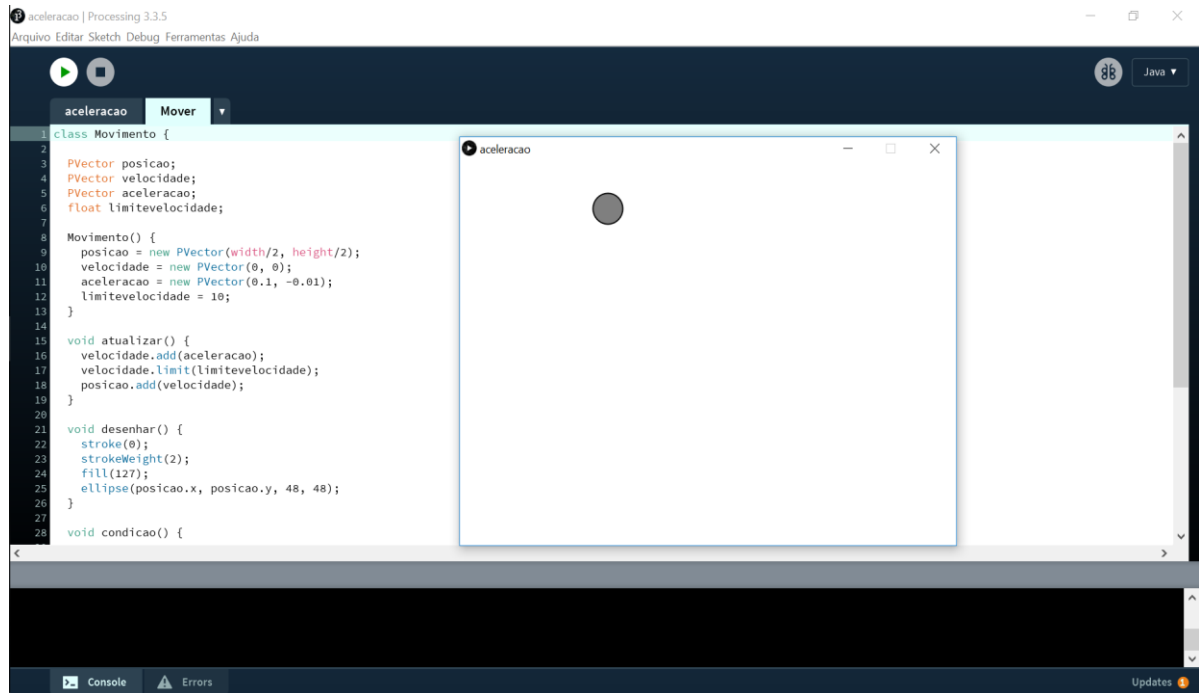 aceleracao | Processing 3.3.5
Arquivo Editar Sketch Debug Ferramentas Ajuda
Java ▾
aceleracao Mover ▾
1 class Movimento {
2
3 PVector posicao;
4 PVector velocidade;
5 PVector aceleracao;
6 float limitevelocidade;
7
8 Movimento() {
9 posicao = new PVector(width/2, height/2);
10 velocidade = new PVector(0, 0);
11 aceleracao = new PVector(0.1, -0.01);
12 limitevelocidade = 10;
13 }
14
15 void atualizar() {
16 velocidade.add(aceleracao);
17 velocidade.limit(limitevelocidade);
18 posicao.add(velocidade);
19 }
20
21 void desenhar() {
22 stroke(0);
23 strokeWeight(2);
24 fill(127);
25 ellipse(posicao.x, posicao.y, 48, 48);
26 }
27
28 void condicao() {
aceleracao
Console Errors
Updates 1